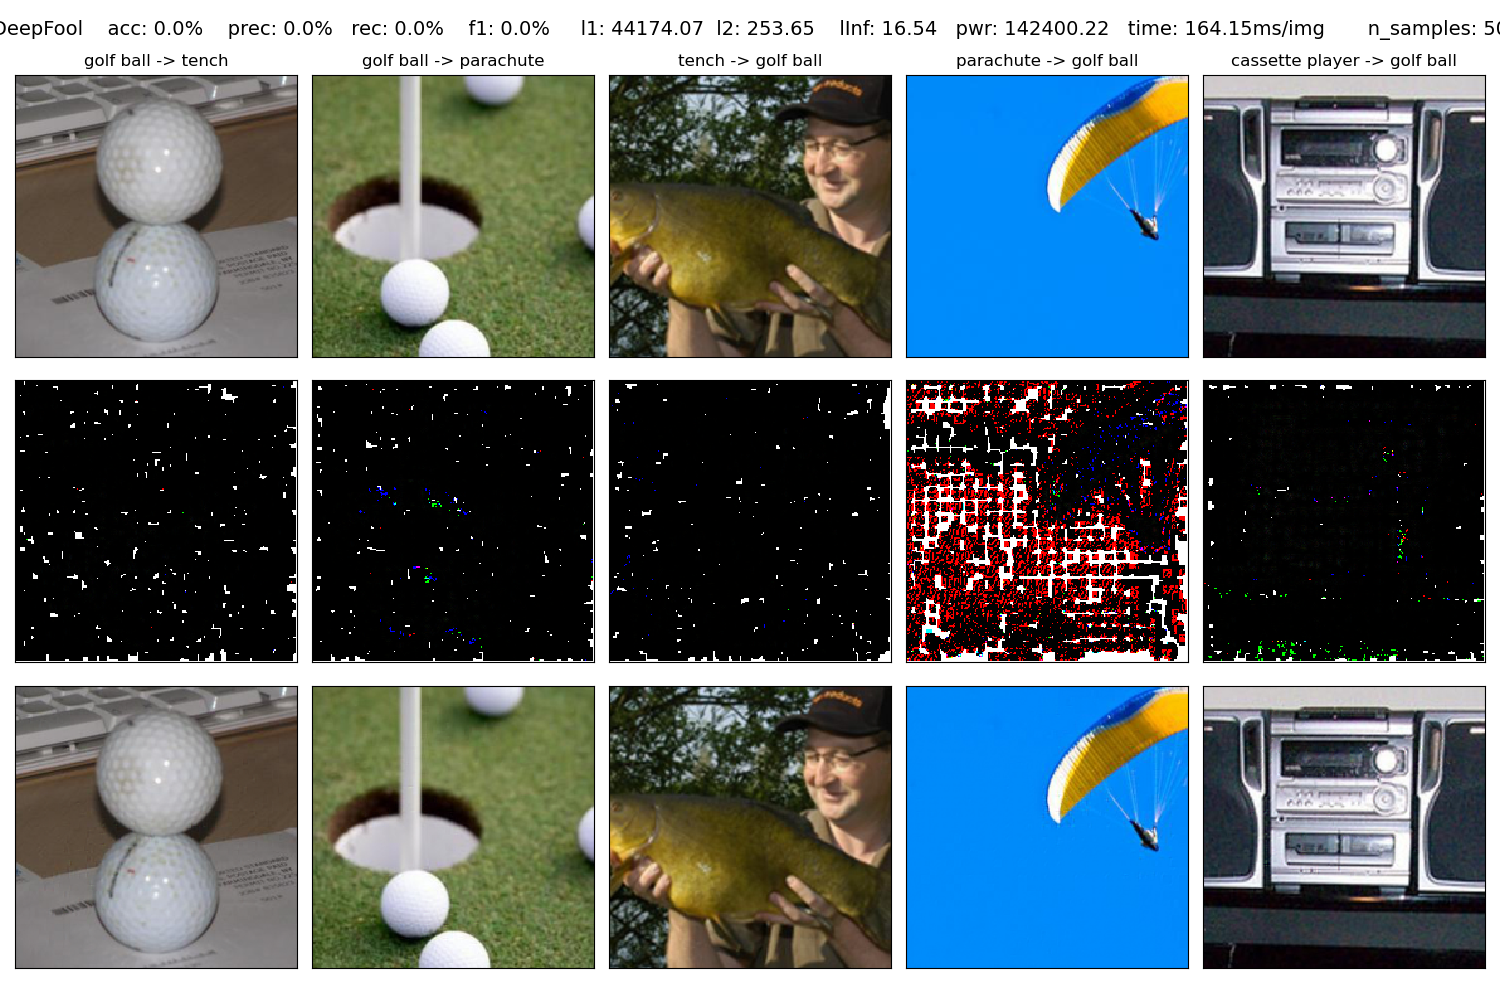 DeepFool acc: 0.0% prec: 0.0% rec: 0.0% f1: 0.0% l1: 44174.07 l2: 253.65 lInf: 16.54 pwr: 142400.22 time: 164.15ms/img n_samples: 50
golf ball -> tench
golf ball -> parachute
tench -> golf ball
parachute -> golf ball
cassette player -> golf ball